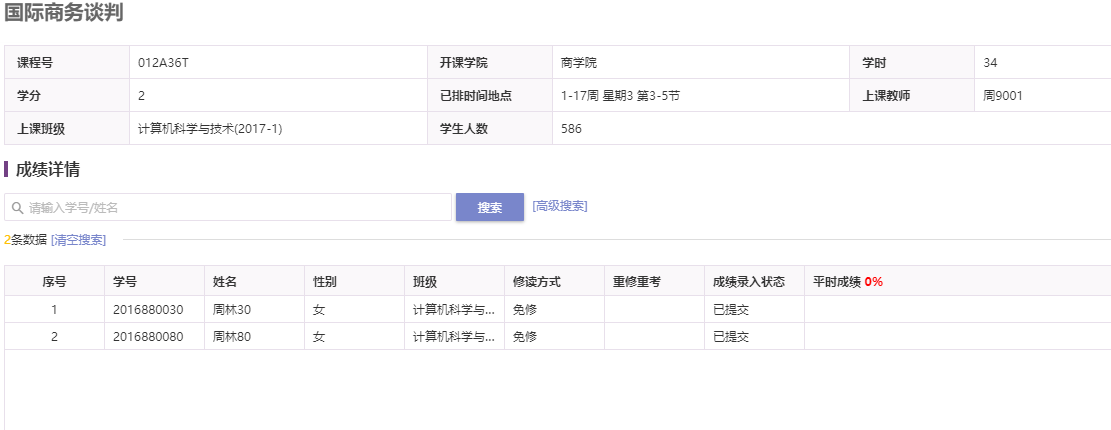 国际商务谈判
课程号 012A36T 开课学院 商学院 学时 34
学分 2 已排时间地点 1-17周 星期3 第3-5节 上课教师 周9001
上课班级 计算机科学与技术(2017-1) 学生人数 586
成绩详情
请输入学号/姓名 搜索 [高级搜索]
2条数据 [清空搜索]
序号 学号 姓名 性别 班级 修读方式 重修重考 成绩录入状态 平时成绩 0%
1 2016880030 周林30 女 计算机科学与... 免修 已提交
2 2016880080 周林80 女 计算机科学与... 免修 已提交